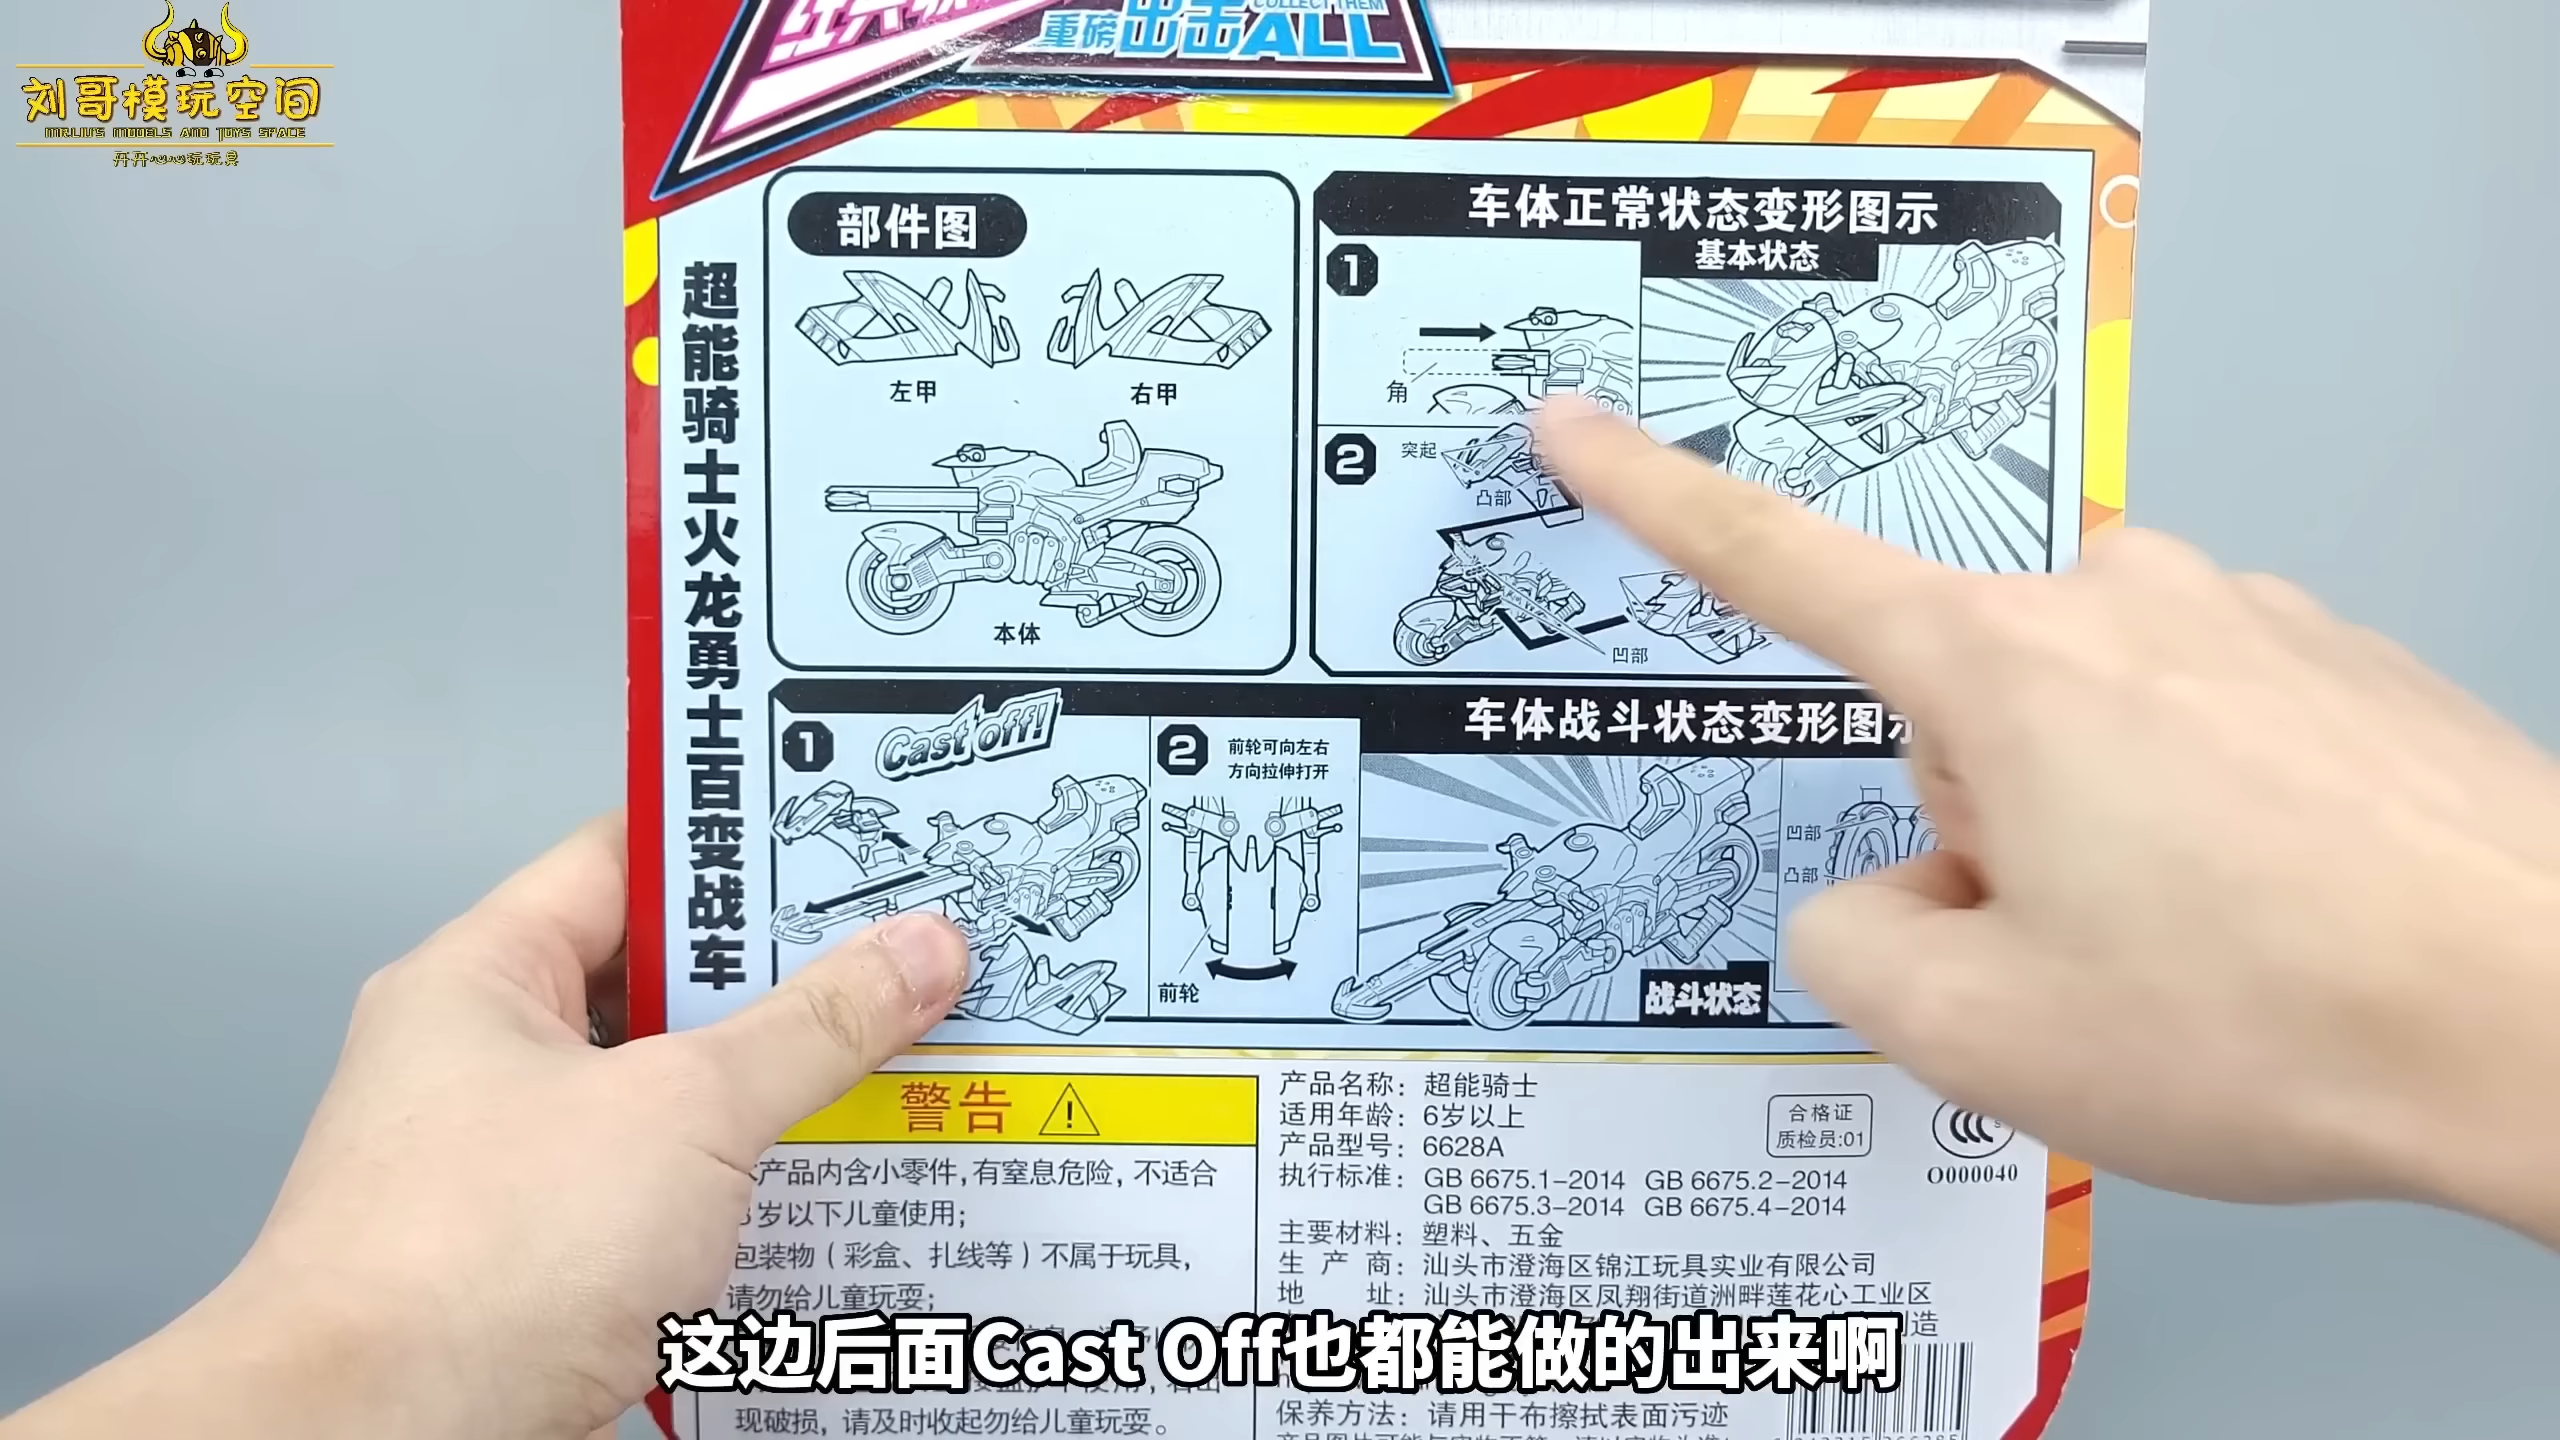 刘哥模玩空间
MR.LIU'S MODELS AND TOYS SPACE
开开心心玩玩具
COLLECT THEM
重磅出击ALL
超能骑士火龙勇士百变战车
部件图
左甲
右甲
本体
车体正常状态变形图示
基本状态
1
角
2
突起
凸部
凹部
车体战斗状态变形图示
1
Cast off!
2
前轮可向左右
方向拉伸打开
前轮
战斗状态
凹部
凸部
警告
产品内含小零件,有窒息危险,不适合
岁以下儿童使用;
包装物(彩盒、扎线等)不属于玩具,
请勿给儿童玩耍;
现破损,请及时收起勿给儿童玩耍。
产品名称: 超能骑士
适用年龄: 6岁以上
产品型号: 6628A
执行标准: GB 6675.1-2014 GB 6675.2-2014
GB 6675.3-2014 GB 6675.4-2014
主要材料: 塑料、五金
生产商: 汕头市澄海区锦江玩具实业有限公司
地址: 汕头市澄海区凤翔街道洲畔莲花心工业区
造
保养方法: 请用干布擦拭表面污迹
合格证
质检员:01
CCC
S
O000040
这边后面Cast Off也都能做的出来啊